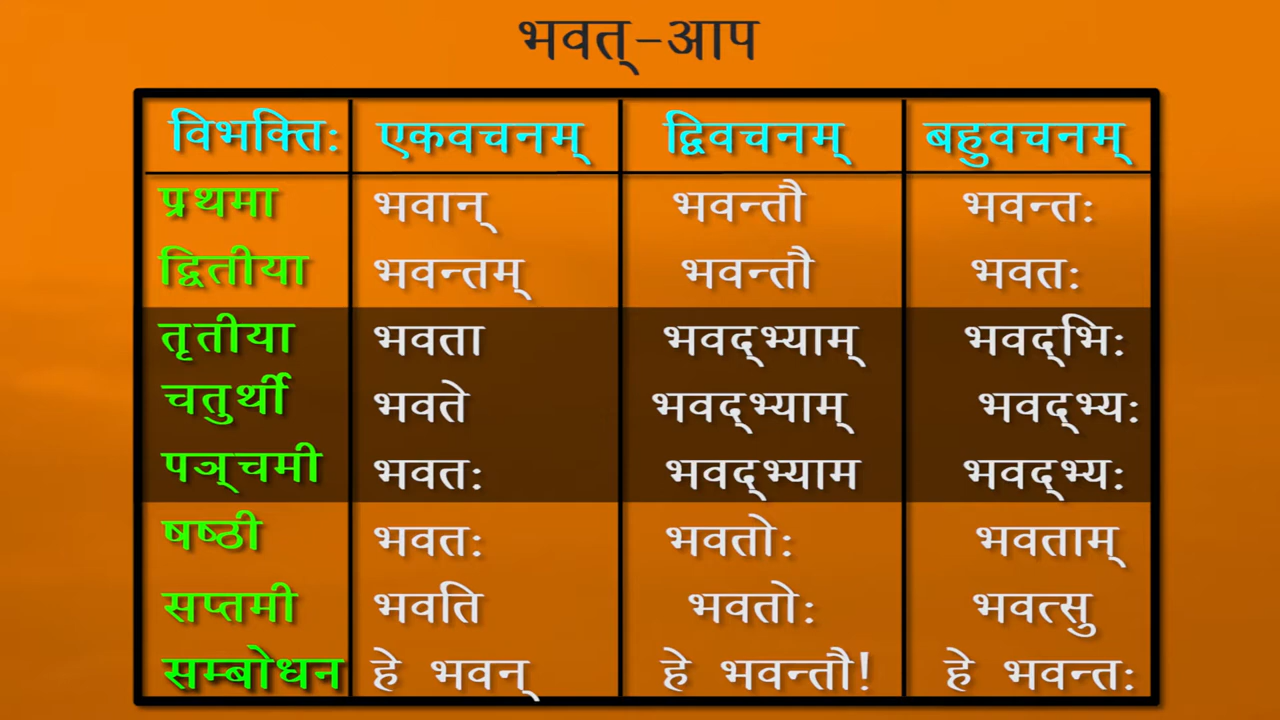 भवत्-आप
विभक्ति: एकवचनम् द्विवचनम् बहुवचनम्
प्रथमा भवान् भवन्तौ भवन्त:
द्वितीया भवन्तम् भवन्तौ भवत:
तृतीया भवता भवद्भ्याम् भवद्भि:
चतुर्थी भवते भवद्भ्याम् भवद्भ्य:
पञ्चमी भवत: भवद्भ्याम भवद्भ्य:
षष्ठी भवत: भवतो: भवताम्
सप्तमी भवति भवतो: भवत्सु
सम्बोधन हे भवन् हे भवन्तौ! हे भवन्त: